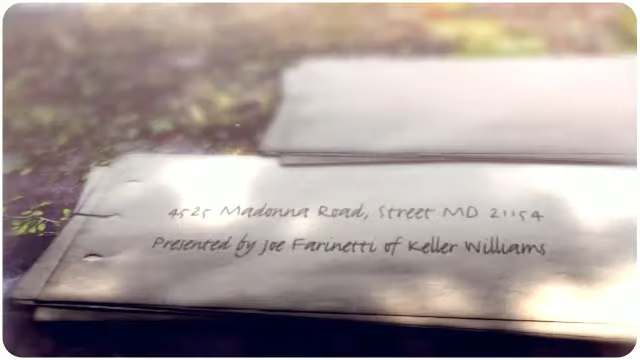 4525 Madonna Road, Street MD 21154
Presented by Joe Farinetti of Keller Williams